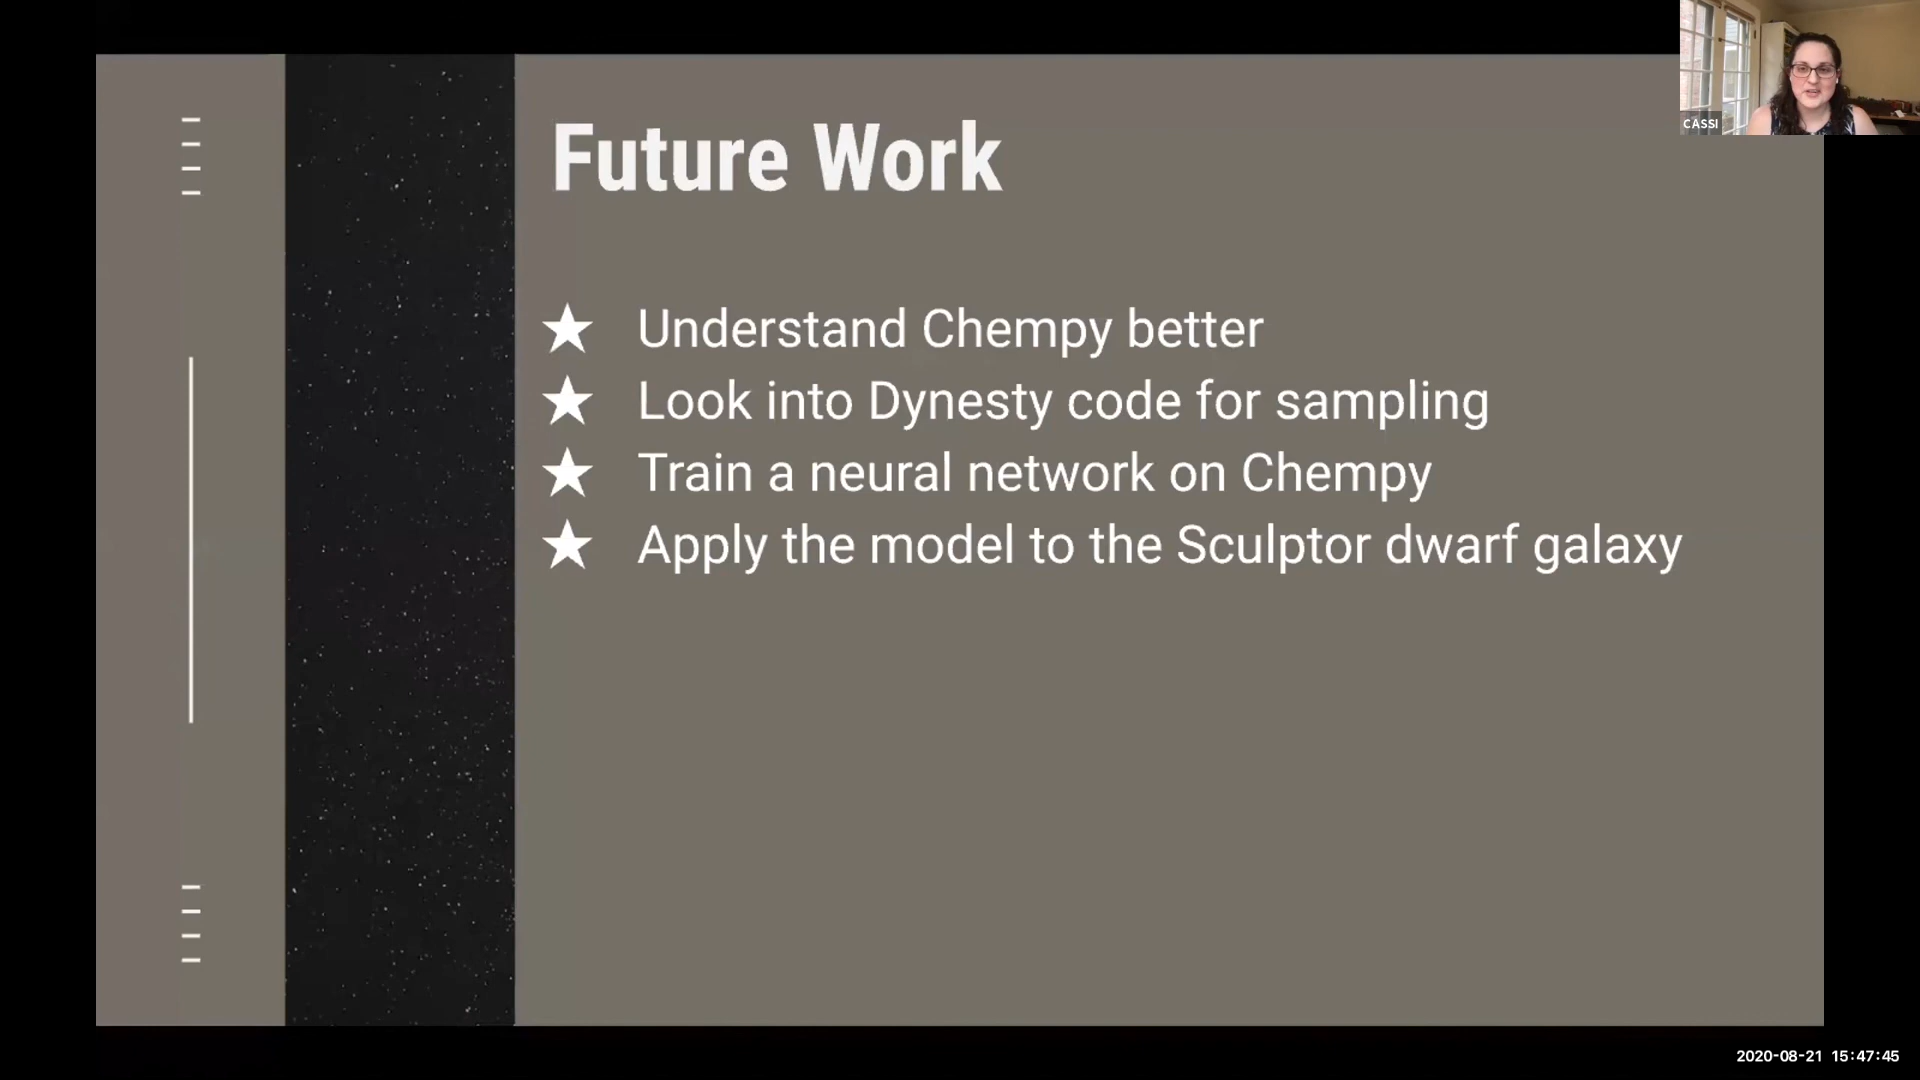 Future Work
Understand Chempy better
Look into Dynesty code for sampling
Train a neural network on Chempy
Apply the model to the Sculptor dwarf galaxy
CASSI
2020-08-21 15:47:45